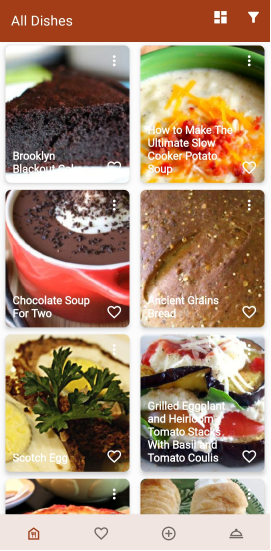 All Dishes
Brooklyn
Blackout Cake
How to Make The
Ultimate Slow
Cooker Potato
Soup
Chocolate Soup
For Two
Ancient Grains
Bread
Scotch Egg
Grilled Eggplant
and Heirloom
Tomato Stacks
With Basil and
Tomato Coulis